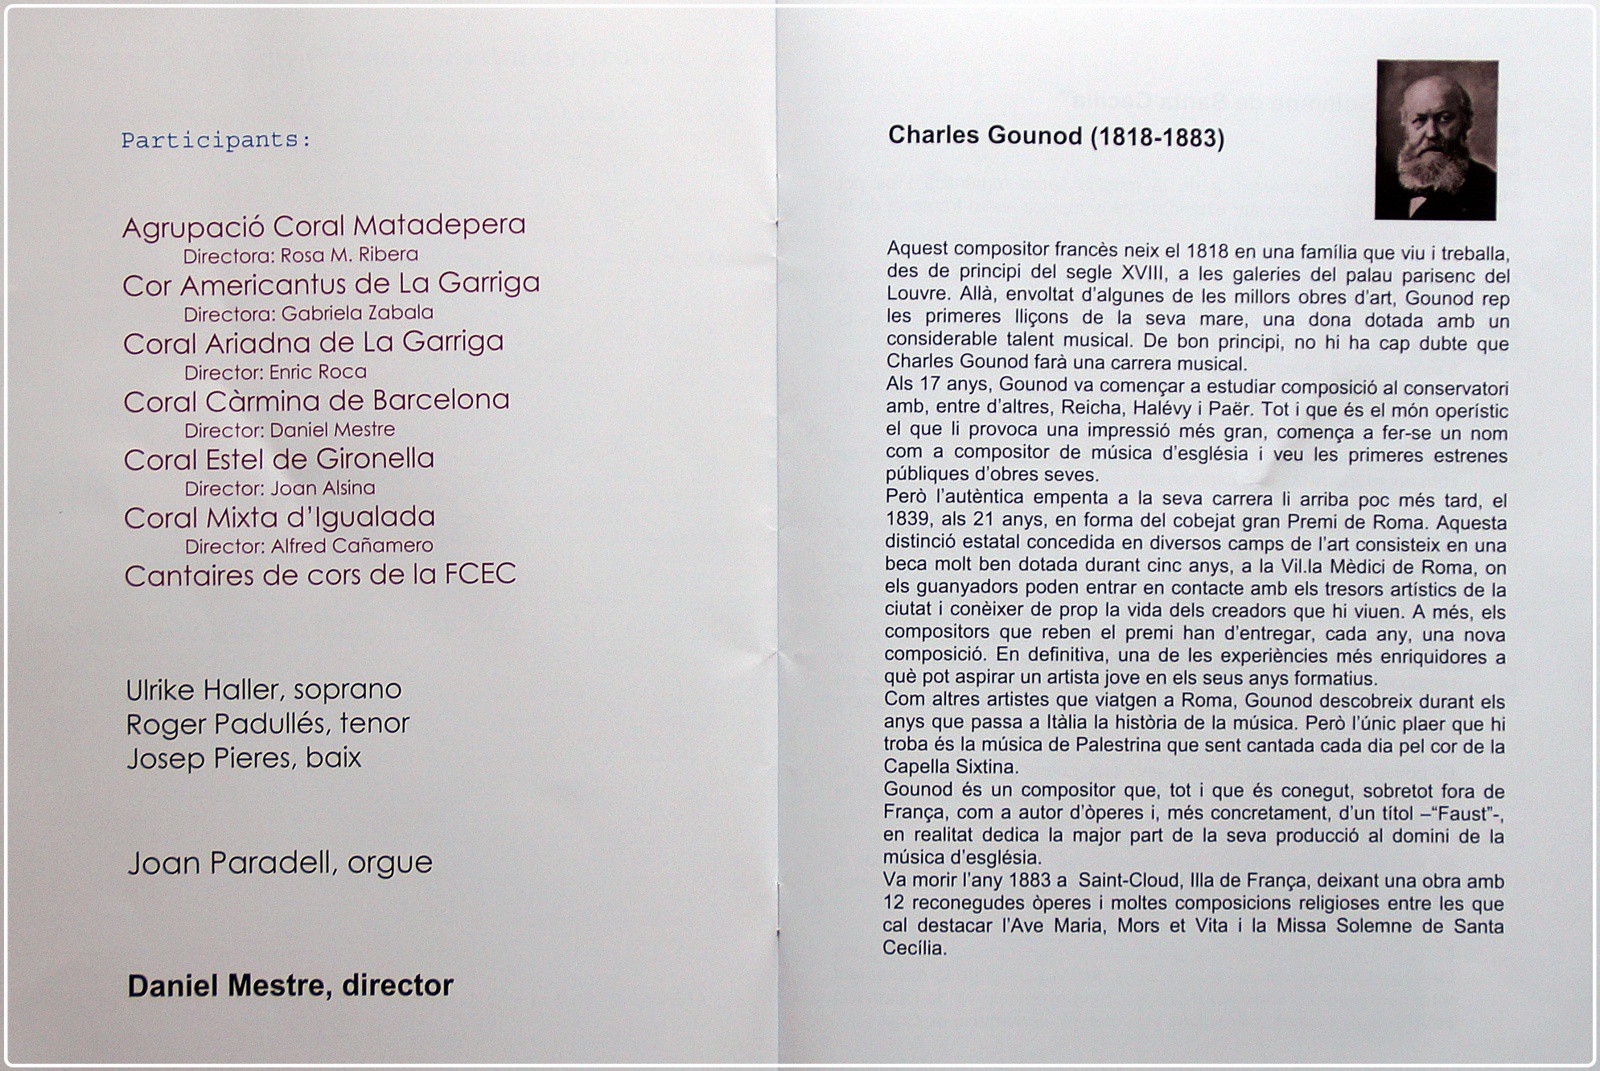 Participants:
Agrupació Coral Matadepera
Directora: Rosa M. Ribera
Cor Americantus de La Garriga
Directora: Gabriela Zabala
Coral Ariadna de La Garriga
Director: Enric Roca
Coral Càrmina de Barcelona
Director: Daniel Mestre
Coral Estel de Gironella
Director: Joan Alsina
Coral Mixta d'Igualada
Director: Alfred Cañamero
Cantaires de cors de la FCEC
Ulrike Haller, soprano
Roger Padullés, tenor
Josep Pieres, baix
Joan Paradell, orgue
Daniel Mestre, director
Charles Gounod (1818-1883)
Aquest compositor francès neix el 1818 en una família que viu i treballa,
des de principi del segle XVIII, a les galeries del palau parisenc del
Louvre. Allà, envoltat d'algunes de les millors obres d'art, Gounod rep
les primeres lliçons de la seva mare, una dona dotada amb un
considerable talent musical. De bon principi, no hi ha cap dubte que
Charles Gounod farà una carrera musical.
Als 17 anys, Gounod va començar a estudiar composició al conservatori
amb, entre d'altres, Reicha, Halévy i Paër. Tot i que és el món operístic
el que li provoca una impressió més gran, comença a fer-se un nom
com a compositor de música d'església i veu les primeres estrenes
públiques d'obres seves.
Però l'autèntica empenta a la seva carrera li arriba poc més tard, el
1839, als 21 anys, en forma del cobejat gran Premi de Roma. Aquesta
distinció estatal concedida en diversos camps de l'art consisteix en una
beca molt ben dotada durant cinc anys, a la Vil.la Mèdici de Roma, on
els guanyadors poden entrar en contacte amb els tresors artístics de la
ciutat i conèixer de prop la vida dels creadors que hi viuen. A més, els
compositors que reben el premi han d'entregar, cada any, una nova
composició. En definitiva, una de les experiències més enriquidores a
què pot aspirar un artista jove en els seus anys formatius.
Com altres artistes que viatgen a Roma, Gounod descobreix durant els
anys que passa a Itàlia la història de la música. Però l'únic plaer que hi
troba és la música de Palestrina que sent cantada cada dia pel cor de la
Capella Sixtina.
Gounod és un compositor que, tot i que és conegut, sobretot fora de
França, com a autor d'òperes i, més concretament, d'un títol –“Faust”-,
en realitat dedica la major part de la seva producció al domini de la
música d'església.
Va morir l'any 1883 a Saint-Cloud, Illa de França, deixant una obra amb
12 reconegudes òperes i moltes composicions religioses entre les que
cal destacar l'Ave Maria, Mors et Vita i la Missa Solemne de Santa
Cecília.